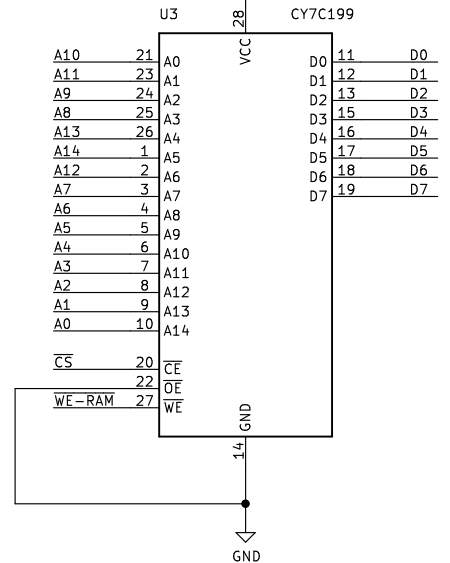 U3 28 CY7C199
VCC
A10 21 A0 D0 11 D0
A11 23 A1 D1 12 D1
A9 24 A2 D2 13 D2
A8 25 A3 D3 15 D3
A13 26 A4 D4 16 D4
A14 1 A5 D5 17 D5
A12 2 A6 D6 18 D6
A7 3 A7 D7 19 D7
A6 4 A8
A5 5 A9
A4 6 A10
A3 7 A11
A2 8 A12
A1 9 A13
A0 10 A14
CS 20 CE
22 OE
WE-RAM 27 WE
GND
14
GND